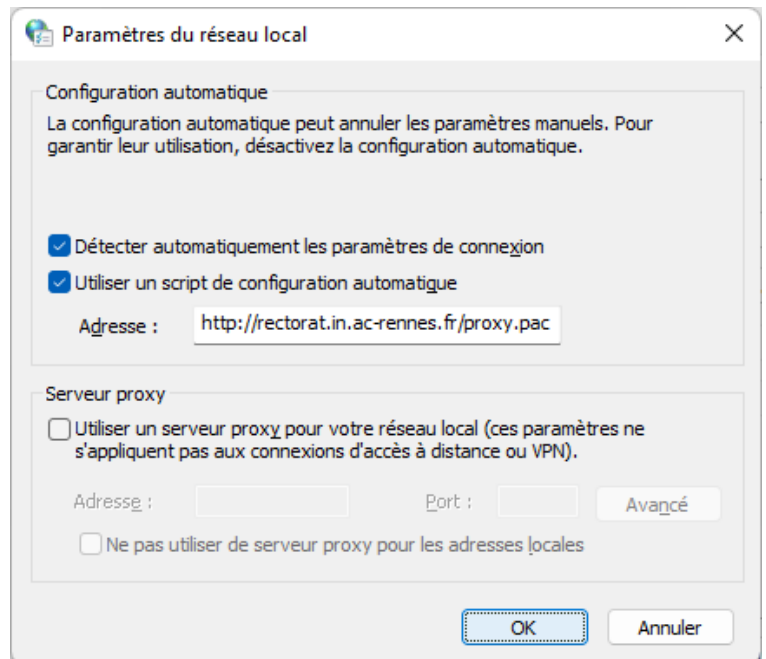 Paramètres du réseau local
Configuration automatique
La configuration automatique peut annuler les paramètres manuels. Pour
garantir leur utilisation, désactivez la configuration automatique.
Détecter automatiquement les paramètres de connexion
Utiliser un script de configuration automatique
Adresse :
http://rectorat.in.ac-rennes.fr/proxy.pac
Serveur proxy
Utiliser un serveur proxy pour votre réseau local (ces paramètres ne
s'appliquent pas aux connexions d'accès à distance ou VPN).
Adresse :
Port :
Avancé
Ne pas utiliser de serveur proxy pour les adresses locales
OK
Annuler